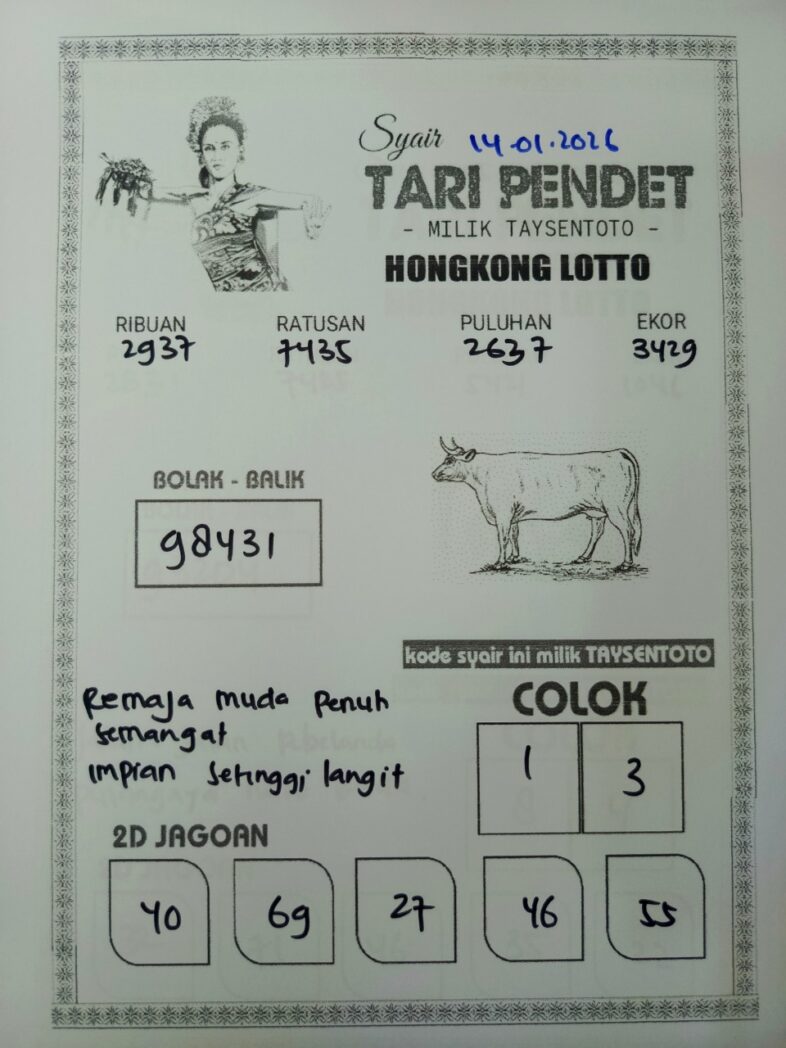 Syair 14.01.2026
TARI PENDET
- MILIK TAYSENTOTO -
HONGKONG LOTTO
RIBUAN RATUSAN PULUHAN EKOR
2937 7435 2637 3429
BOLAK - BALIK
98431
kode syair ini milik TAYSENTOTO
Remaja muda penuh
semangat
impian setinggi langit
COLOK
1 3
2D JAGOAN
40 69 27 46 55